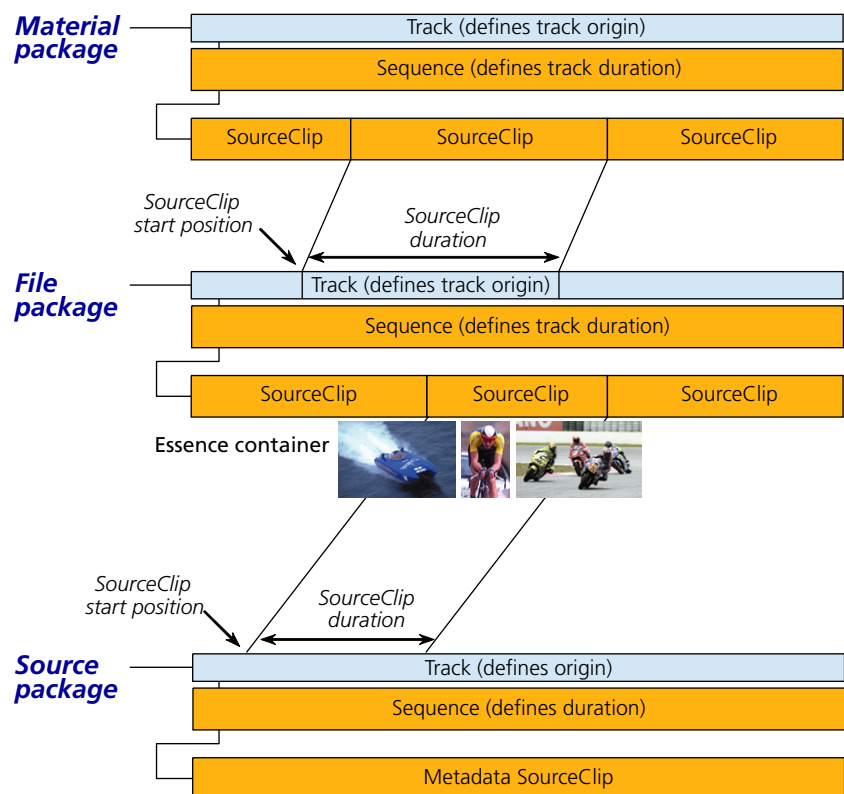 Material
package
Track (defines track origin)
Sequence (defines track duration)
SourceClip SourceClip SourceClip
SourceClip
start position
SourceClip
duration
File
package
Track (defines track origin)
Sequence (defines track duration)
SourceClip SourceClip SourceClip
Essence container
SourceClip
start position
SourceClip
duration
Source
package
Track (defines origin)
Sequence (defines duration)
Metadata SourceClip